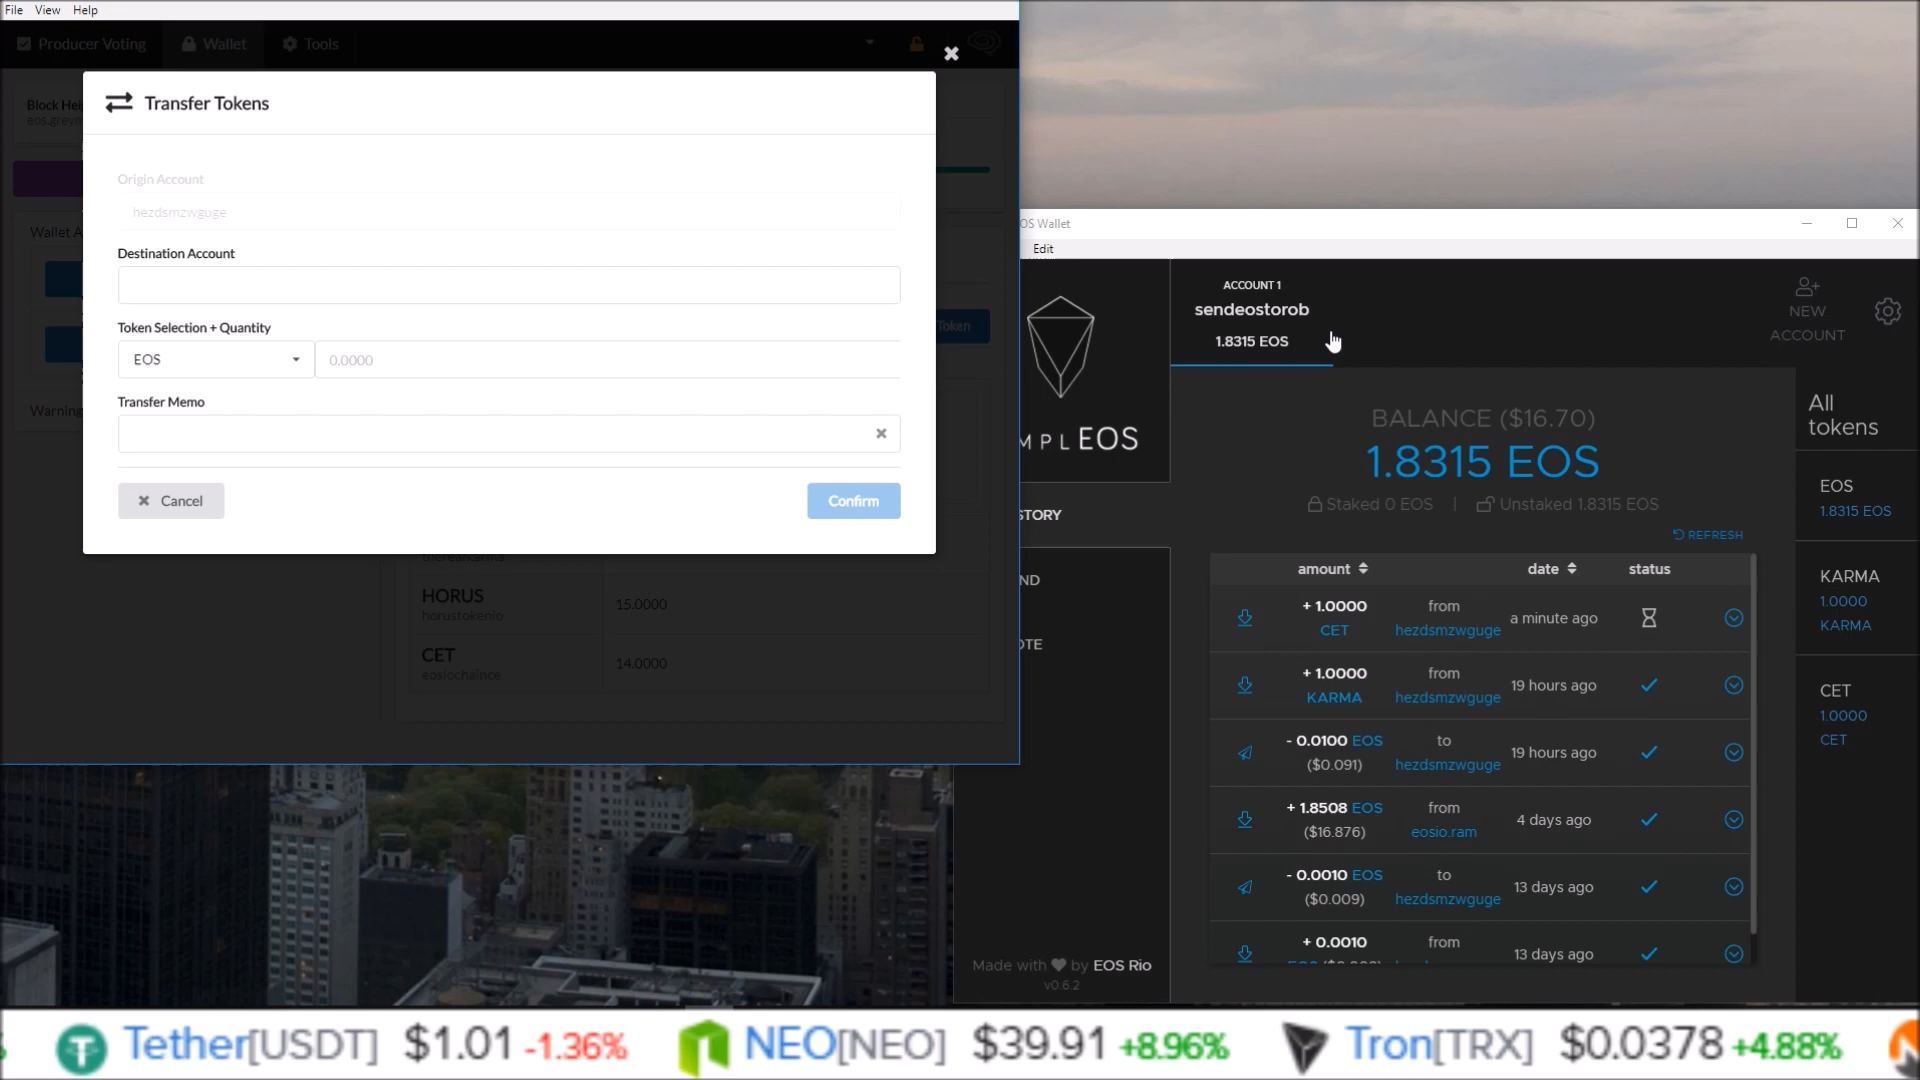 File View Help
Producer Voting
Wallet
Tools
Block Hei
eos.greym
Transfer Tokens
Origin Account
hezdsmzwguge
Destination Account
Token Selection + Quantity
EOS
0.0000
Transfer Memo
Cancel
Confirm
Wallet A
Token
Warning
HORUS
horustokenio
15.0000
CET
eosiochaince
14.0000
OS Wallet
Edit
MPLEOS
STORY
ND
OTE
Made with ♥ by EOS Rio
v0.6.2
ACCOUNT 1
sendeostorob
1.8315 EOS
NEW
ACCOUNT
BALANCE ($16.70)
1.8315 EOS
Staked 0 EOS | Unstaked 1.8315 EOS
REFRESH
amount date status
+ 1.0000 from
CET hezdsmzwguge a minute ago
+ 1.0000 from
KARMA hezdsmzwguge 19 hours ago
- 0.0100 EOS to
($0.091) hezdsmzwguge 19 hours ago
+ 1.8508 EOS from
($16.876) eosio.ram 4 days ago
- 0.0010 EOS to
($0.009) hezdsmzwguge 13 days ago
+ 0.0010 from
13 days ago
All
tokens
EOS
1.8315 EOS
KARMA
1.0000
KARMA
CET
1.0000
CET
Tether[USDT] $1.01 -1.36% NEO[NEO] $39.91 +8.96% Tron[TRX] $0.0378 +4.88%